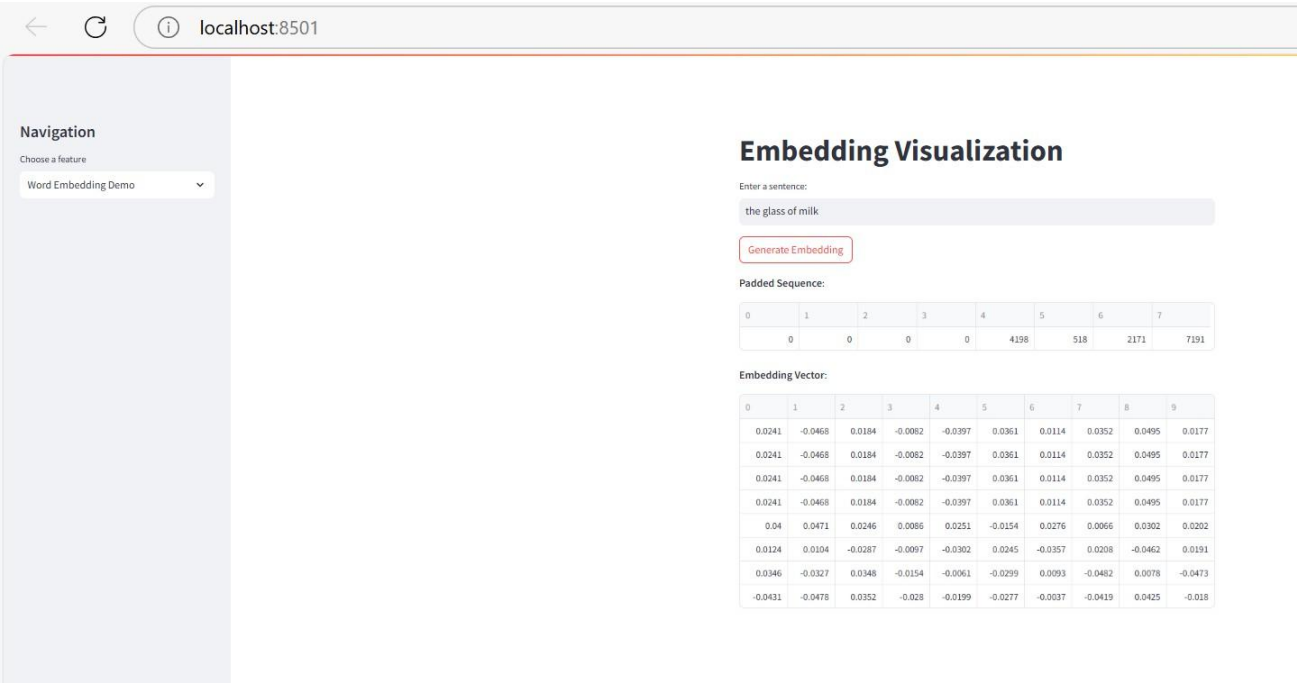 localhost:8501
Navigation
Choose a feature
Word Embedding Demo
Embedding Visualization
Enter a sentence:
the glass of milk
Generate Embedding
Padded Sequence:
0 1 2 3 4 5 6 7
0 0 0 0 4198 518 2171 7191
Embedding Vector:
0 1 2 3 4 5 6 7 8 9
0.0241 -0.0468 0.0184 -0.0082 -0.0397 0.0361 0.0114 0.0352 0.0495 0.0177
0.0241 -0.0468 0.0184 -0.0082 -0.0397 0.0361 0.0114 0.0352 0.0495 0.0177
0.0241 -0.0468 0.0184 -0.0082 -0.0397 0.0361 0.0114 0.0352 0.0495 0.0177
0.0241 -0.0468 0.0184 -0.0082 -0.0397 0.0361 0.0114 0.0352 0.0495 0.0177
0.04 0.0471 0.0246 0.0086 0.0251 -0.0154 0.0276 0.0066 0.0302 0.0202
0.0124 0.0104 -0.0287 -0.0097 -0.0302 0.0245 -0.0357 0.0208 -0.0462 0.0191
0.0346 -0.0327 0.0348 -0.0154 -0.0061 -0.0299 0.0093 -0.0482 0.0078 -0.0473
-0.0431 -0.0478 0.0352 -0.028 -0.0199 -0.0277 -0.0037 -0.0419 0.0425 -0.018